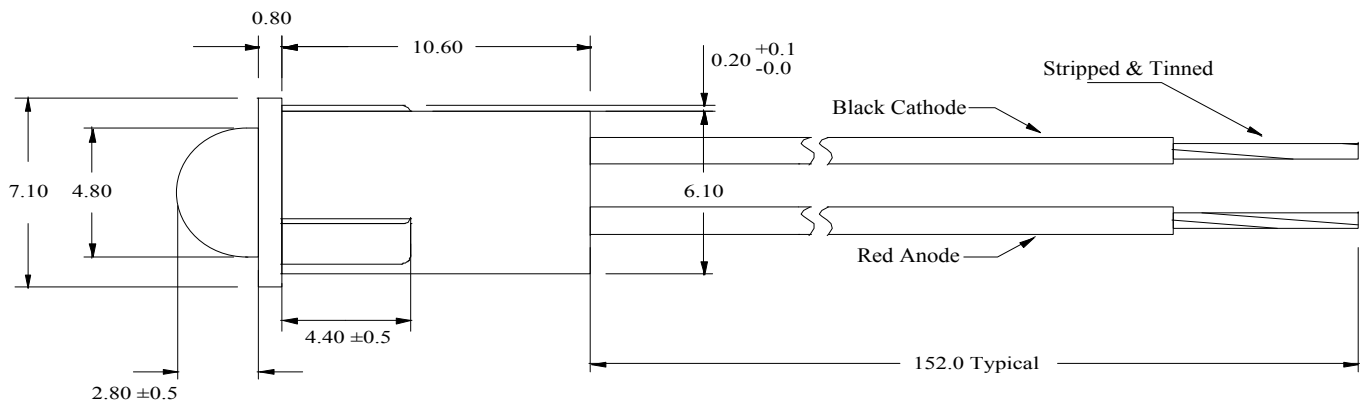 0.80
10.60
0.20 +0.1
-0.0
Stripped & Tinned
Black Cathode
7.10
4.80
6.10
Red Anode
4.40 ±0.5
152.0 Typical
2.80 ±0.5